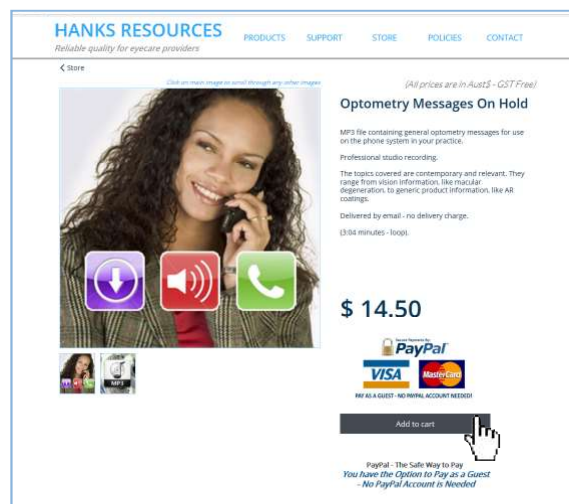 HANKS RESOURCES
Reliable quality for eyecare providers
PRODUCTS SUPPORT STORE POLICIES CONTACT
Store
Click on main image or scroll through any other images
(All prices are in Aust$ - GST Free)
Optometry Messages On Hold
MP3 file containing general optometry messages for use
on the phone system in your practice.
Professional studio recording.
The topics covered are contemporary and relevant. They
range from vision information, like macular
degeneration, to generic product information, like AR
coatings.
Delivered by email - no delivery charge.
(3:04 minutes - loop).
$ 14.50
Secure Payments By
PayPal
VISA MasterCard
PAY AS A GUEST - NO PAYPAL ACCOUNT NEEDED!
MP3
Add to cart
PayPal - The Safe Way to Pay
You have the Option to Pay as a Guest
- No PayPal Account is Needed